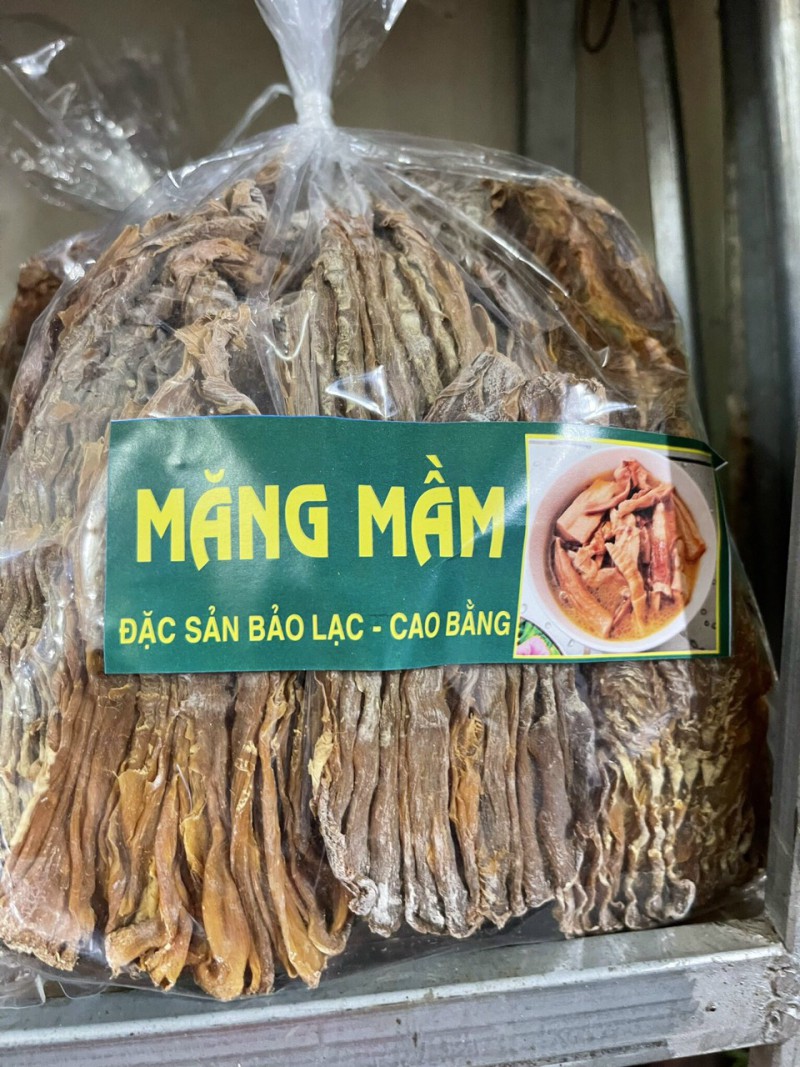 MĂNG MẦM
ĐẶC SẢN BẢO LẠC - CAO BẰNG